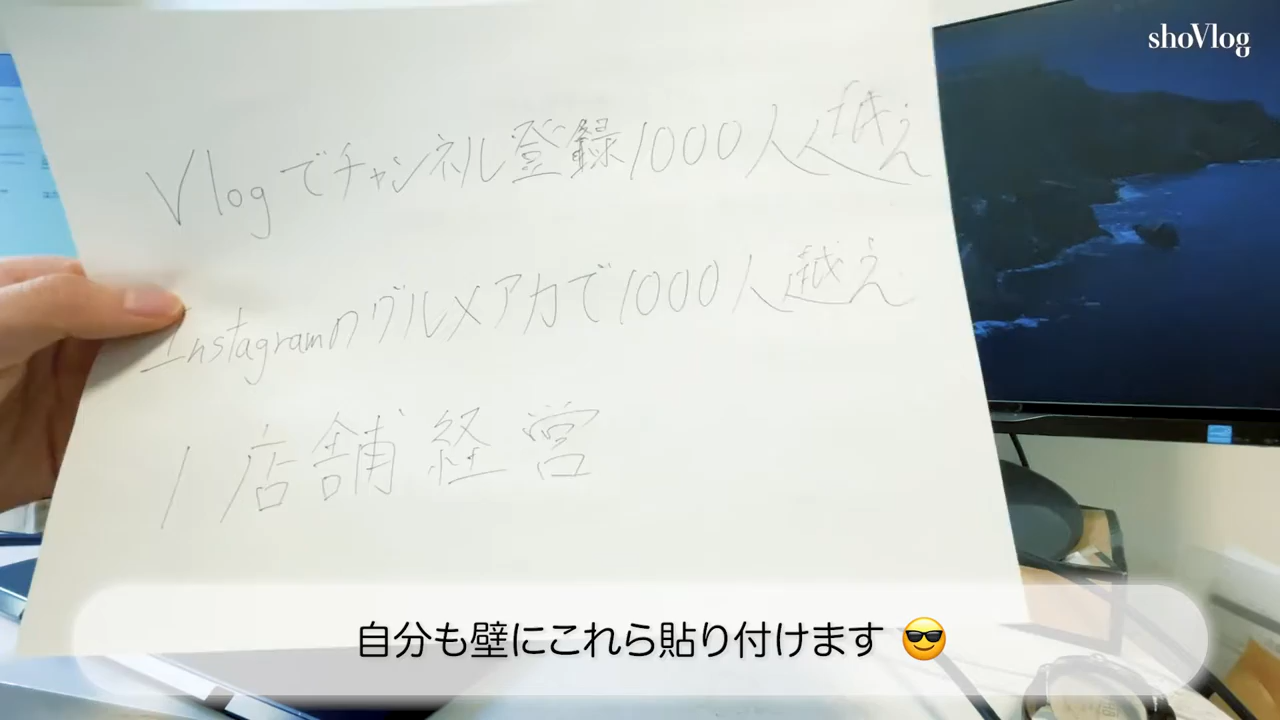 shoVlog
Vlogでチャンネル登録1000人越え
Instagramのグルメアカで1000人越え
1店舗経営
自分も壁にこれら貼り付けます 😎